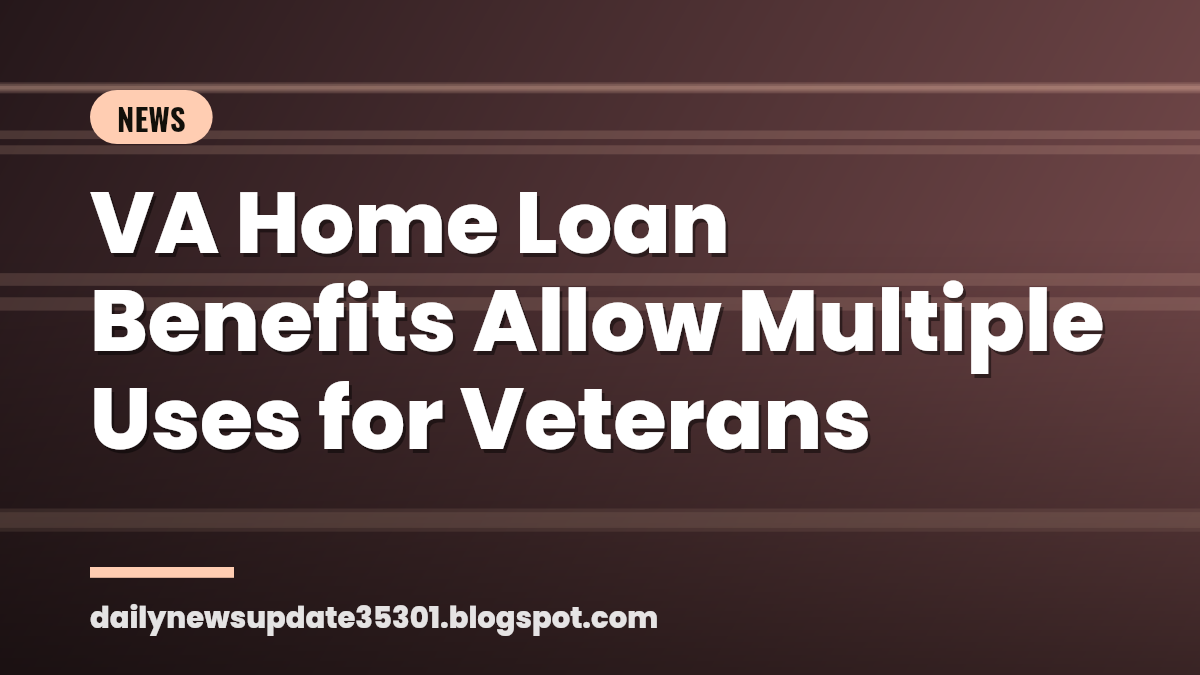 NEWS
VA Home Loan
Benefits Allow Multiple
Uses for Veterans
dailynewsupdate35301.blogspot.com